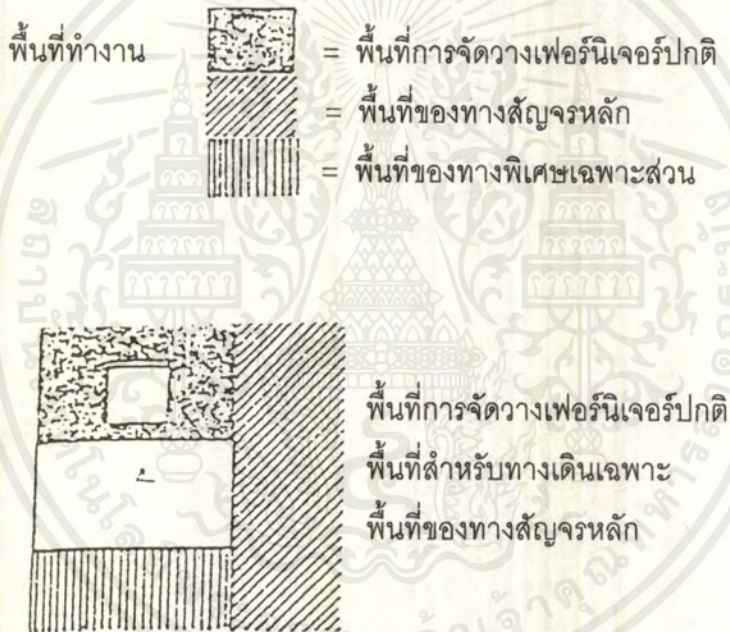 พื้นที่ทำงาน
= พื้นที่การจัดวางเฟอร์นิเจอร์ปกติ
= พื้นที่ของทางสัญจรหลัก
= พื้นที่ของทางพิเศษเฉพาะส่วน
พื้นที่การจัดวางเฟอร์นิเจอร์ปกติ
พื้นที่สำหรับทางเดินเฉพาะ
พื้นที่ของทางสัญจรหลัก